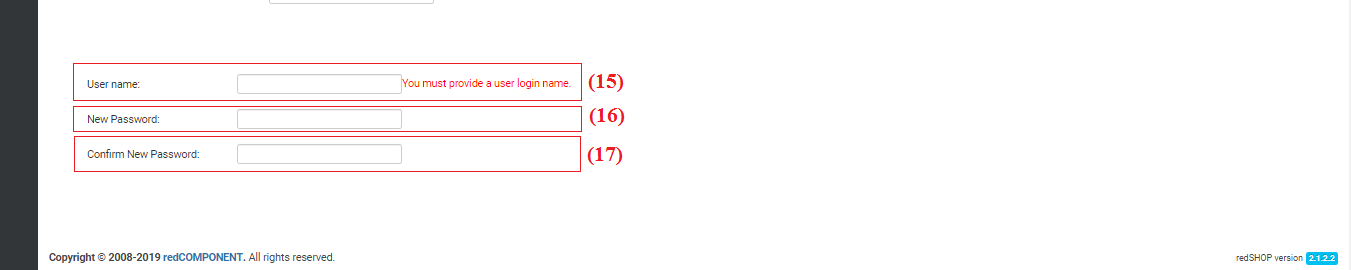 User name: You must provide a user login name. (15)
New Password: (16)
Confirm New Password: (17)
Copyright © 2008-2019 redCOMPONENT. All rights reserved. redSHOP version 2.1.2.2